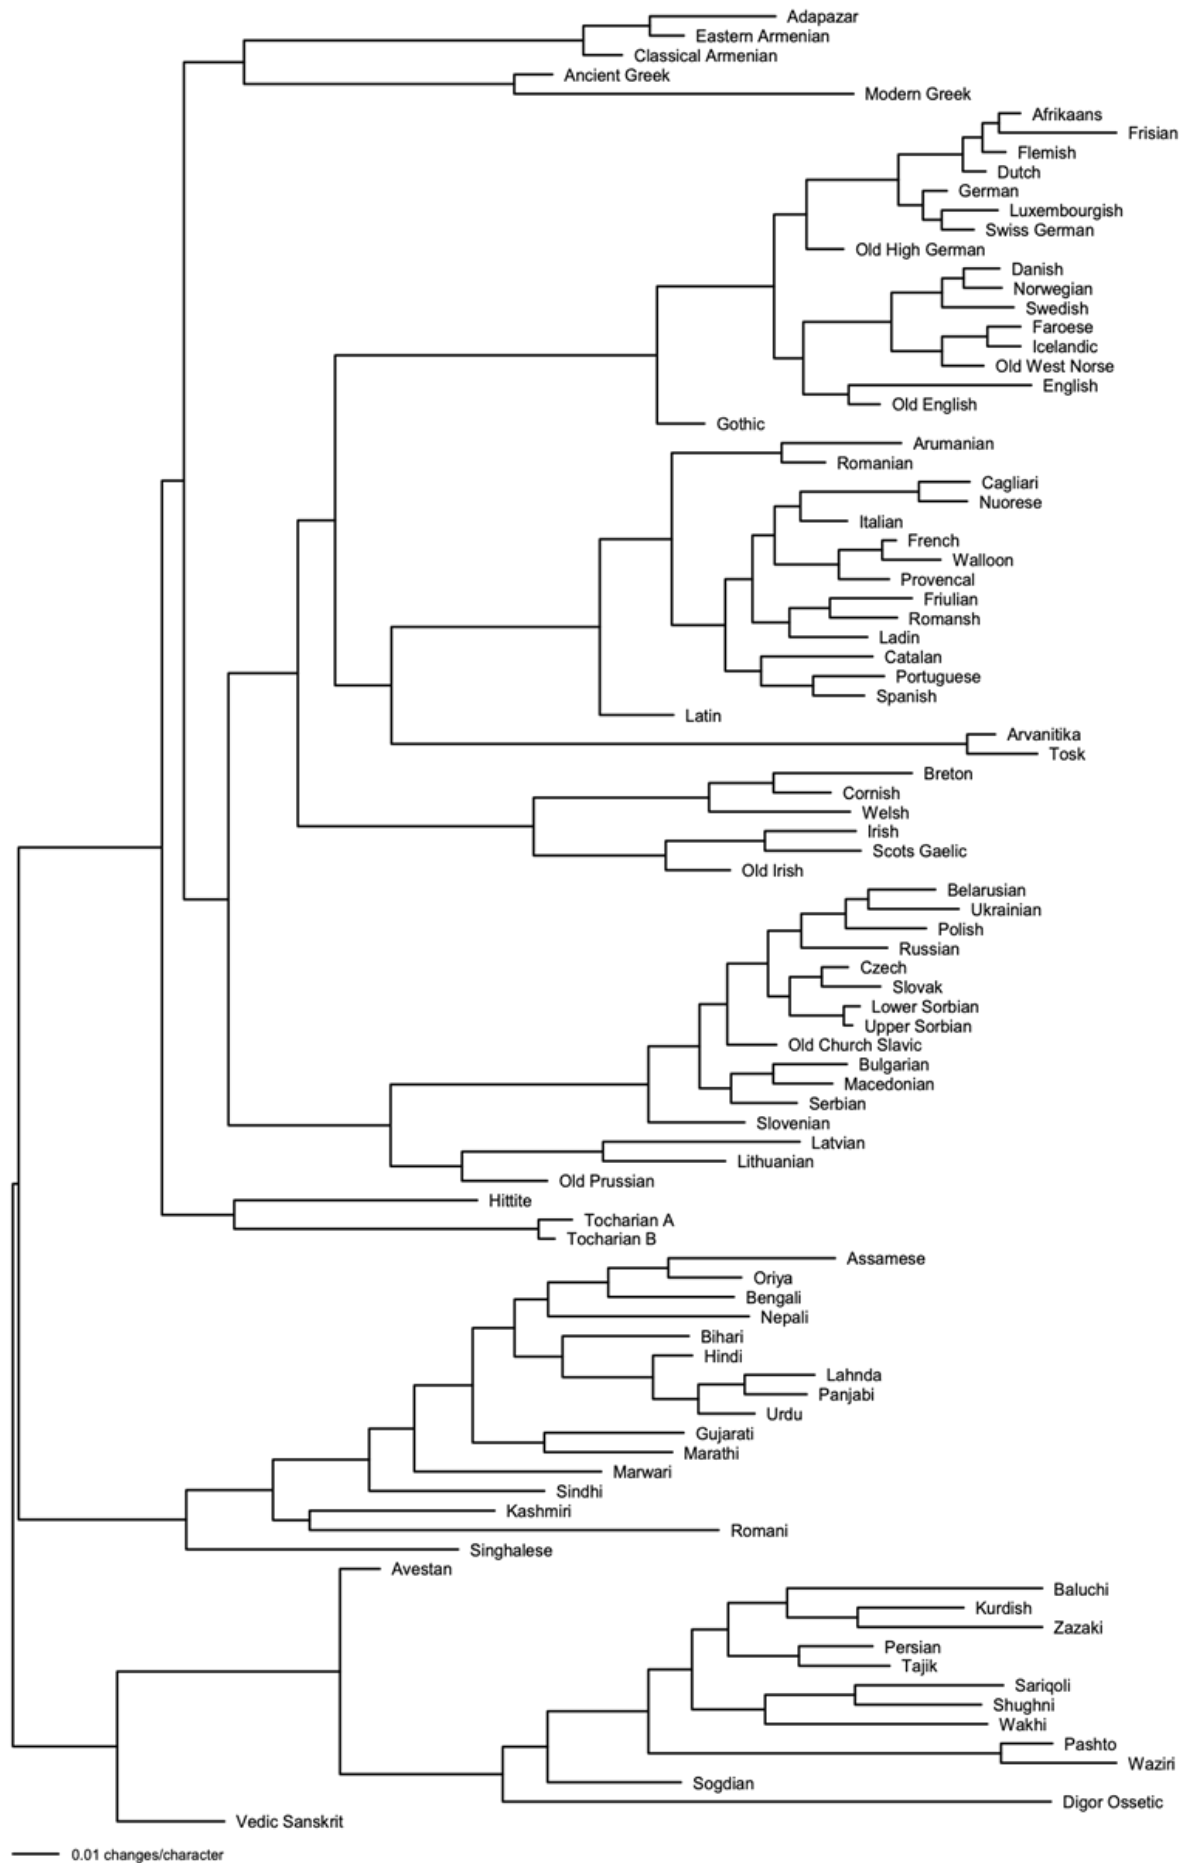 Adapazar
Eastern Armenian
Classical Armenian
Ancient Greek
Modern Greek
Afrikaans
Frisian
Flemish
Dutch
German
Luxembourgish
Swiss German
Old High German
Danish
Norwegian
Swedish
Faroese
Icelandic
Old West Norse
English
Old English
Gothic
Arumanian
Romanian
Cagliari
Nuorese
Italian
French
Walloon
Provencal
Friulian
Romansh
Ladin
Catalan
Portuguese
Spanish
Latin
Arvanitika
Tosk
Breton
Cornish
Welsh
Irish
Scots Gaelic
Old Irish
Belarusian
Ukrainian
Polish
Russian
Czech
Slovak
Lower Sorbian
Upper Sorbian
Old Church Slavic
Bulgarian
Macedonian
Serbian
Slovenian
Latvian
Lithuanian
Old Prussian
Hittite
Tocharian A
Tocharian B
Assamese
Oriya
Bengali
Nepali
Bihari
Hindi
Lahnda
Panjabi
Urdu
Gujarati
Marathi
Marwari
Sindhi
Kashmiri
Romani
Singhalese
Avestan
Baluchi
Kurdish
Zazaki
Persian
Tajik
Sariqoli
Shughni
Wakhi
Pashto
Waziri
Sogdian
Digor Ossetic
Vedic Sanskrit
0.01 changes/character